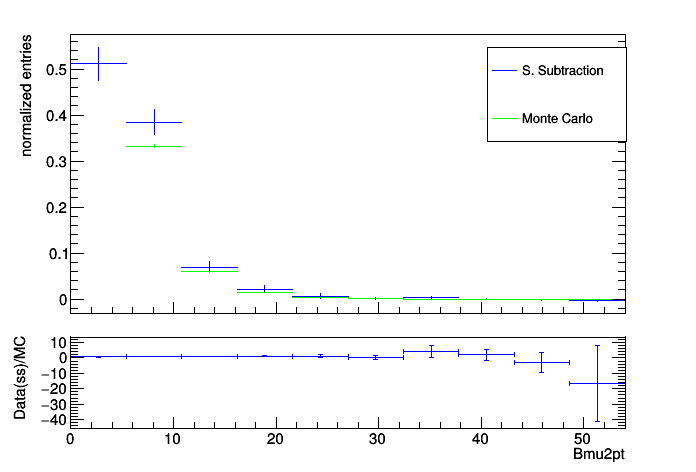 normalized entries
0.5
0.4
0.3
0.2
0.1
0
S. Subtraction
Monte Carlo
Data(ss)/MC
10
0
−10
−20
−30
−40
0 10 20 30 40 50
Bmu2pt